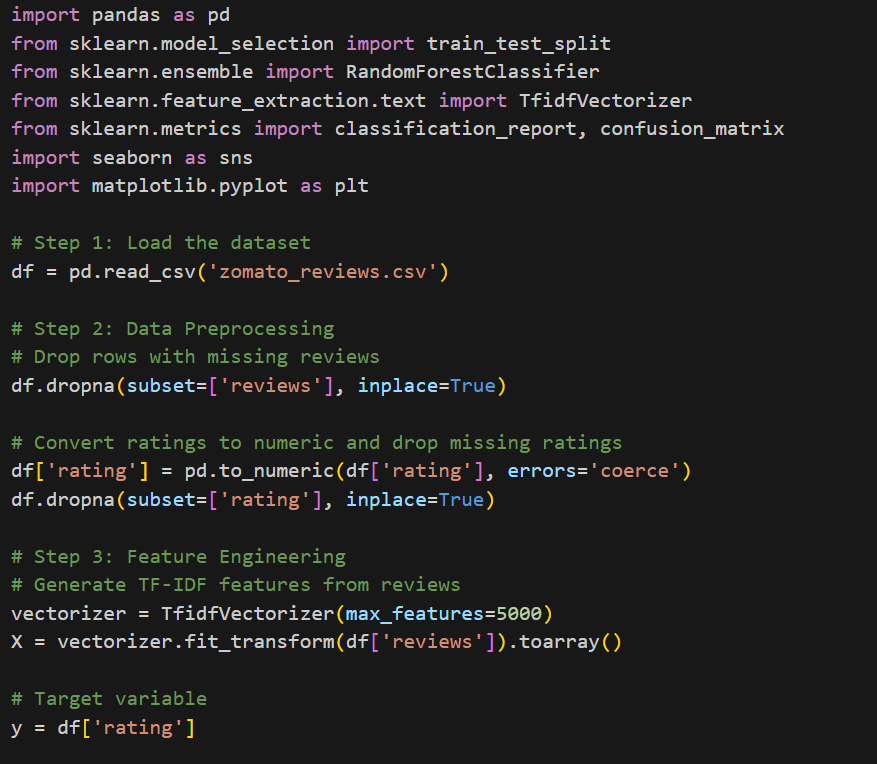 import pandas as pd
from sklearn.model_selection import train_test_split
from sklearn.ensemble import RandomForestClassifier
from sklearn.feature_extraction.text import TfidfVectorizer
from sklearn.metrics import classification_report, confusion_matrix
import seaborn as sns
import matplotlib.pyplot as plt
# Step 1: Load the dataset
df = pd.read_csv('zomato_reviews.csv')
# Step 2: Data Preprocessing
# Drop rows with missing reviews
df.dropna(subset=['reviews'], inplace=True)
# Convert ratings to numeric and drop missing ratings
df['rating'] = pd.to_numeric(df['rating'], errors='coerce')
df.dropna(subset=['rating'], inplace=True)
# Step 3: Feature Engineering
# Generate TF-IDF features from reviews
vectorizer = TfidfVectorizer(max_features=5000)
X = vectorizer.fit_transform(df['reviews']).toarray()
# Target variable
y = df['rating']